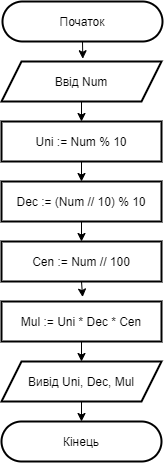 Початок
Ввід Num
Uni := Num % 10
Dec := (Num // 10) % 10
Cen := Num // 100
Mul := Uni * Dec * Cen
Вивід Uni, Dec, Mul
Кінець